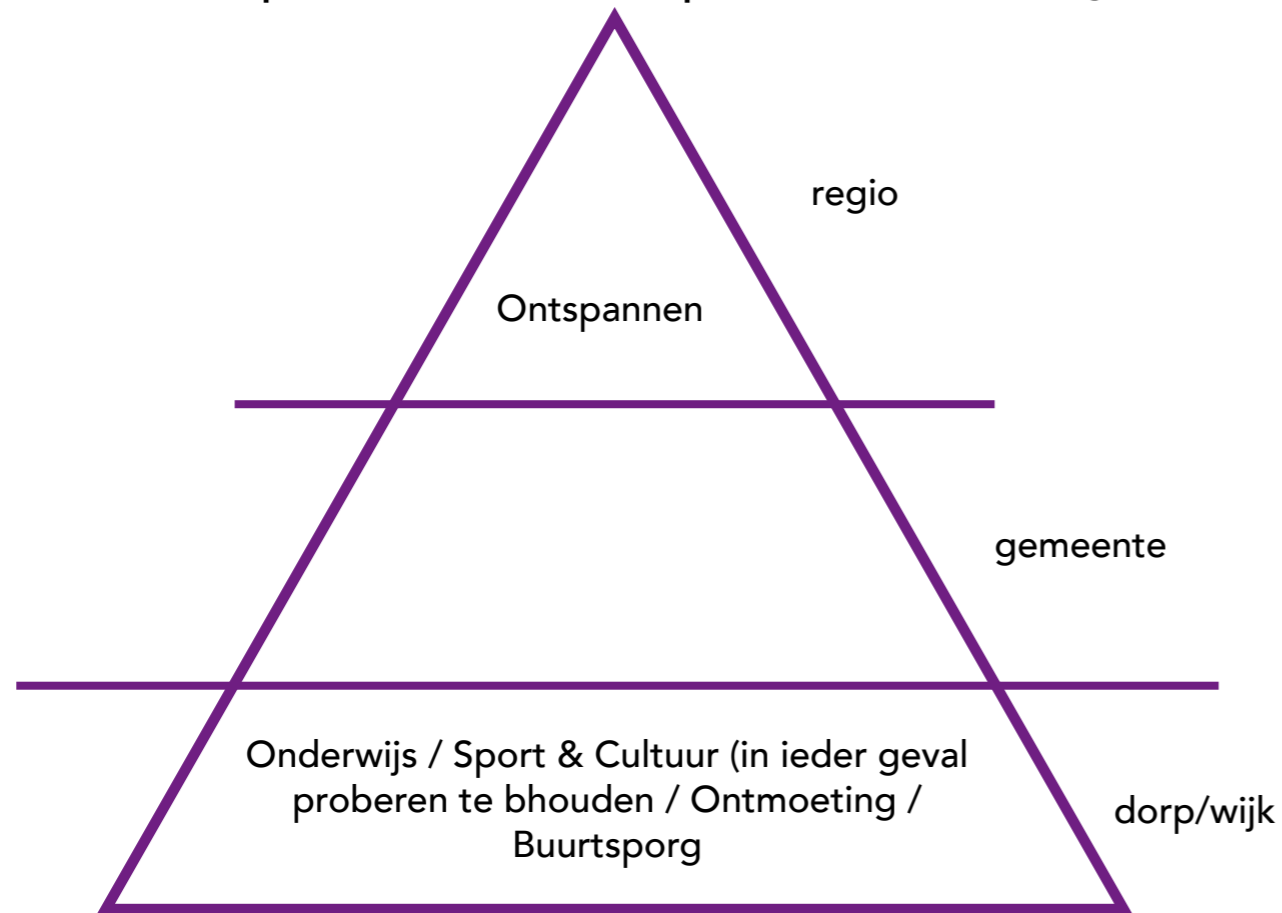 regio
Ontspannen
gemeente
Onderwijs / Sport & Cultuur (in ieder geval
proberen te bhouden / Ontmoeting /
Buurtsporg
dorp/wijk